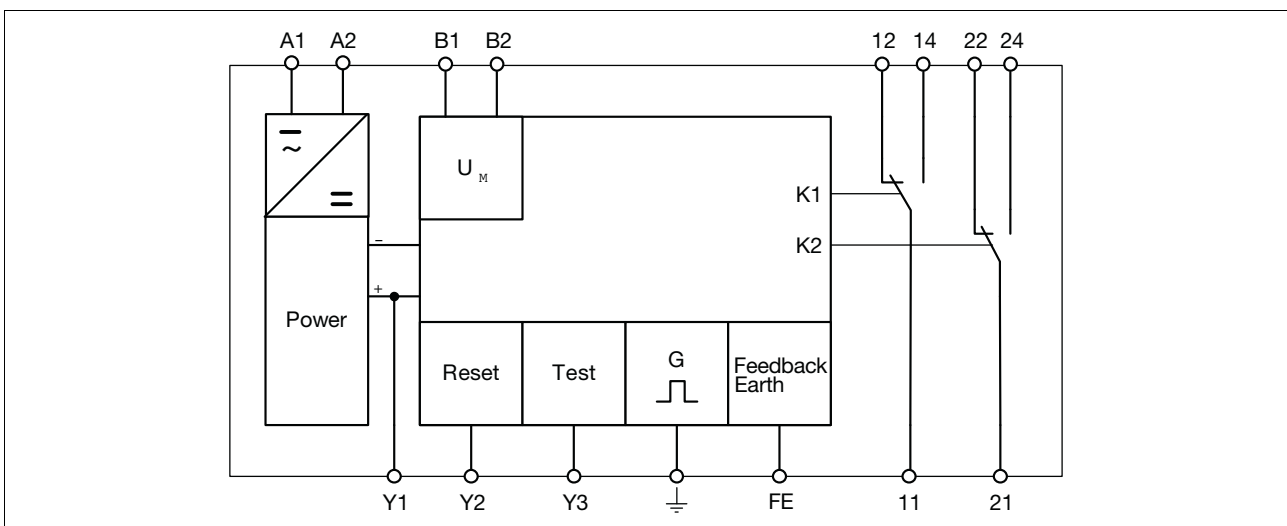 A1 A2 B1 B2 12 14 22 24
U M
K1
K2
–
+
Power
Reset Test G Feedback
Earth
Y1 Y2 Y3 FE 11 21